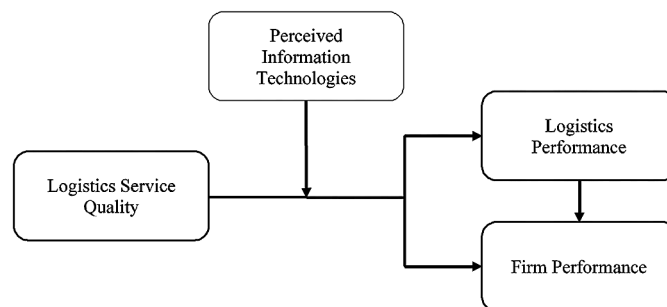 Perceived
Information
Technologies
Logistics
Performance
Logistics Service
Quality
Firm Performance